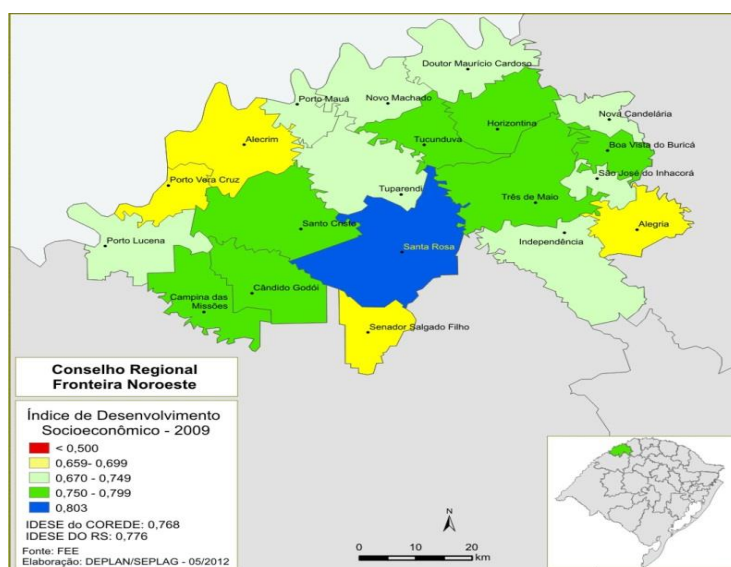 Doutor Maurício Cardoso
Porto Mauá
Novo Machado
Nova Candelária
Horizontina
Alecrim
Tucunduva
Boa Vista do Buricá
Porto Vera Cruz
São José do Inhacorá
Tuparendi
Três de Maio
Santo Cristo
Alegria
Independência
Porto Lucena
Santa Rosa
Cândido Godói
Campina das
Missões
Senador Salgado Filho
Conselho Regional
Fronteira Noroeste
Índice de Desenvolvimento
Socioeconômico - 2009
< 0,500
0,659- 0,699
0,670 - 0,749
0,750 - 0,799
0,803
IDESE do COREDE: 0,768
IDESE DO RS: 0,776
Fonte: FEE
Elaboração: DEPLAN/SEPLAG - 05/2012
N
0 10 20
km